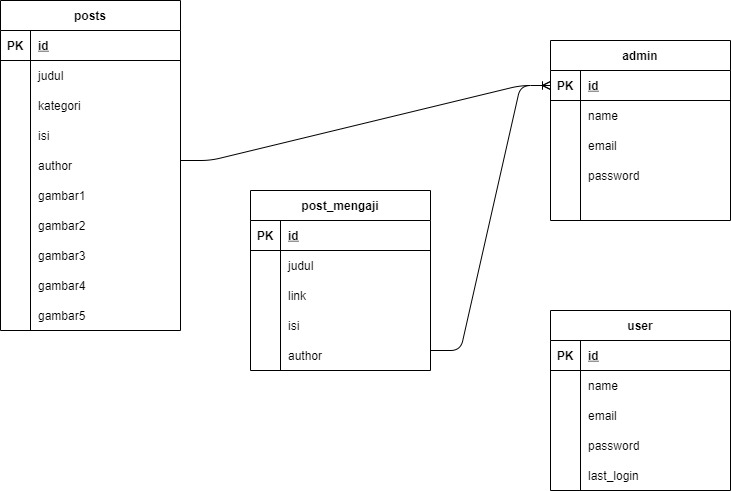 posts
PK id
judul
kategori
isi
author
gambar1
gambar2
gambar3
gambar4
gambar5
post_mengaji
PK id
judul
link
isi
author
admin
PK id
name
email
password
user
PK id
name
email
password
last_login